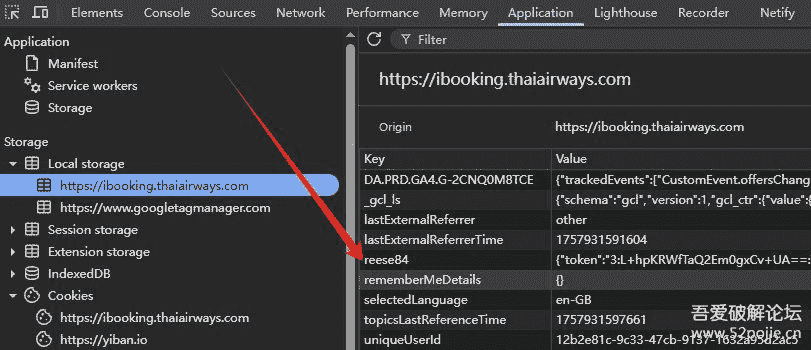 Elements Console Sources Network Performance Memory Application Lighthouse Recorder Netify
Application
Manifest
Service workers
Storage
Storage
Local storage
https://ibooking.thaiairways.com
https://www.googletagmanager.com
Session storage
Extension storage
IndexedDB
Cookies
https://ibooking.thaiairways.com
https://yiban.io
Filter
https://ibooking.thaiairways.com
Origin https://ibooking.thaiairways.com
Key Value
DA.PRD.GA4.G-2CNQ0M8TCE {"trackedEvents":["CustomEvent.offersChang
_gcl_ls {"schema":"gcl","version":1,"gcl_ctr":{"value":{
lastExternalReferrer other
lastExternalReferrerTime 1757931591604
reese84 {"token":"3:L+hpKRWfTaQ2Em0gxCv+UA==:
rememberMeDetails {}
selectedLanguage en-GB
topicsLastReferenceTime 1757931597661
uniqueUserId 12b2e81c-9c33-47cb-9137-1632a95d2ac5
吾爱破解论坛
www.52pojie.cn